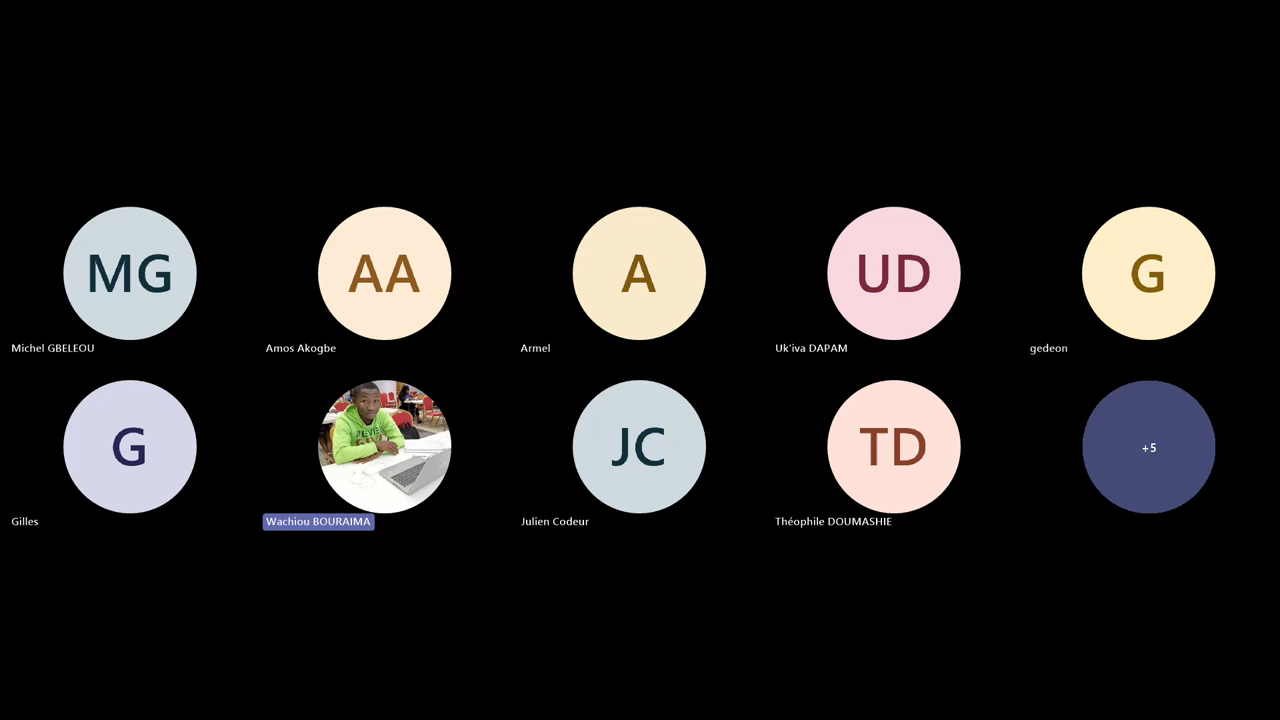 MG
AA
A
UD
G
Michel GBELEOU
Amos Akogbe
Armel
Uk'iva DAPAM
gedeon
G
JC
TD
+5
Gilles
Wachiou BOURAIMA
Julien Codeur
Théophile DOUMASHIE